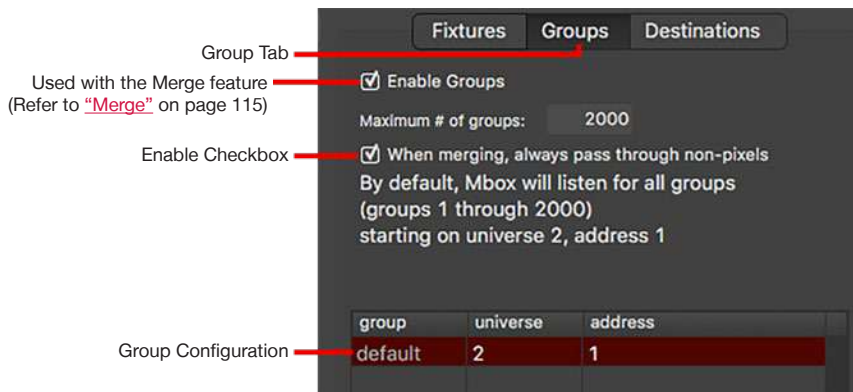 Fixtures Groups Destinations
Group Tab
Used with the Merge feature
(Refer to "Merge" on page 115)
Enable Groups
Maximum # of groups: 2000
Enable Checkbox
When merging, always pass through non-pixels
By default, Mbox will listen for all groups
(groups 1 through 2000)
starting on universe 2, address 1
group universe address
Group Configuration
default 2 1